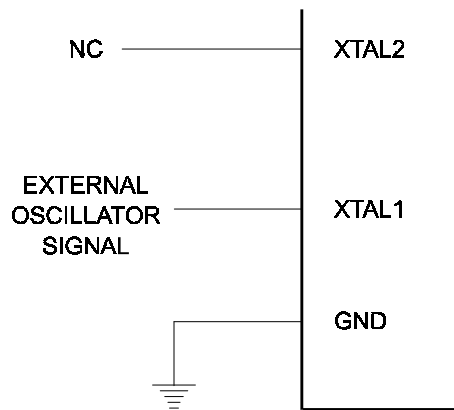 NC
XTAL2
EXTERNAL
OSCILLATOR
SIGNAL
XTAL1
GND